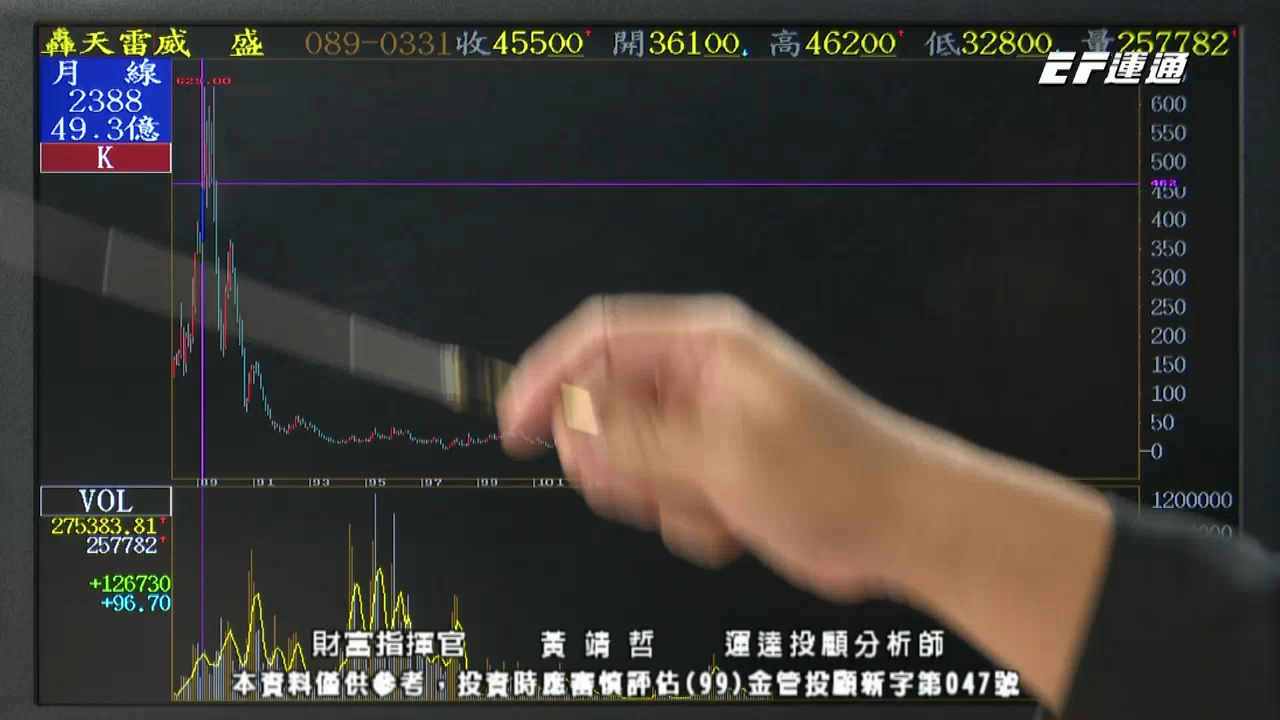 轟天雷威 盛 089-0331收45500↑ 開36100↓ 高46200↑ 低32800↓ 量257782↑
EF運通
月 線
2388
49.3億
K
629.00
600
550
500
462
450
400
350
300
250
200
150
100
50
0
89 91 93 95 97 99 101
VOL
275383.81↑
257782↑
+126730
+96.70
1200000
財富指揮官 黃靖哲 運達投顧分析師
本資料僅供參考，投資時應審慎評估(99)金管投顧新字第047號